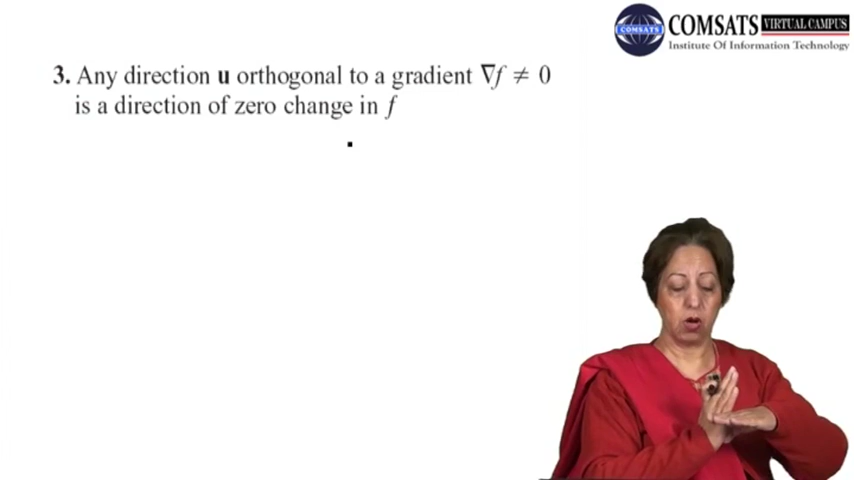 COMSATS VIRTUAL CAMPUS
COMSATS
Institute Of Information Technology
3. Any direction u orthogonal to a gradient ∇f ≠ 0
is a direction of zero change in f